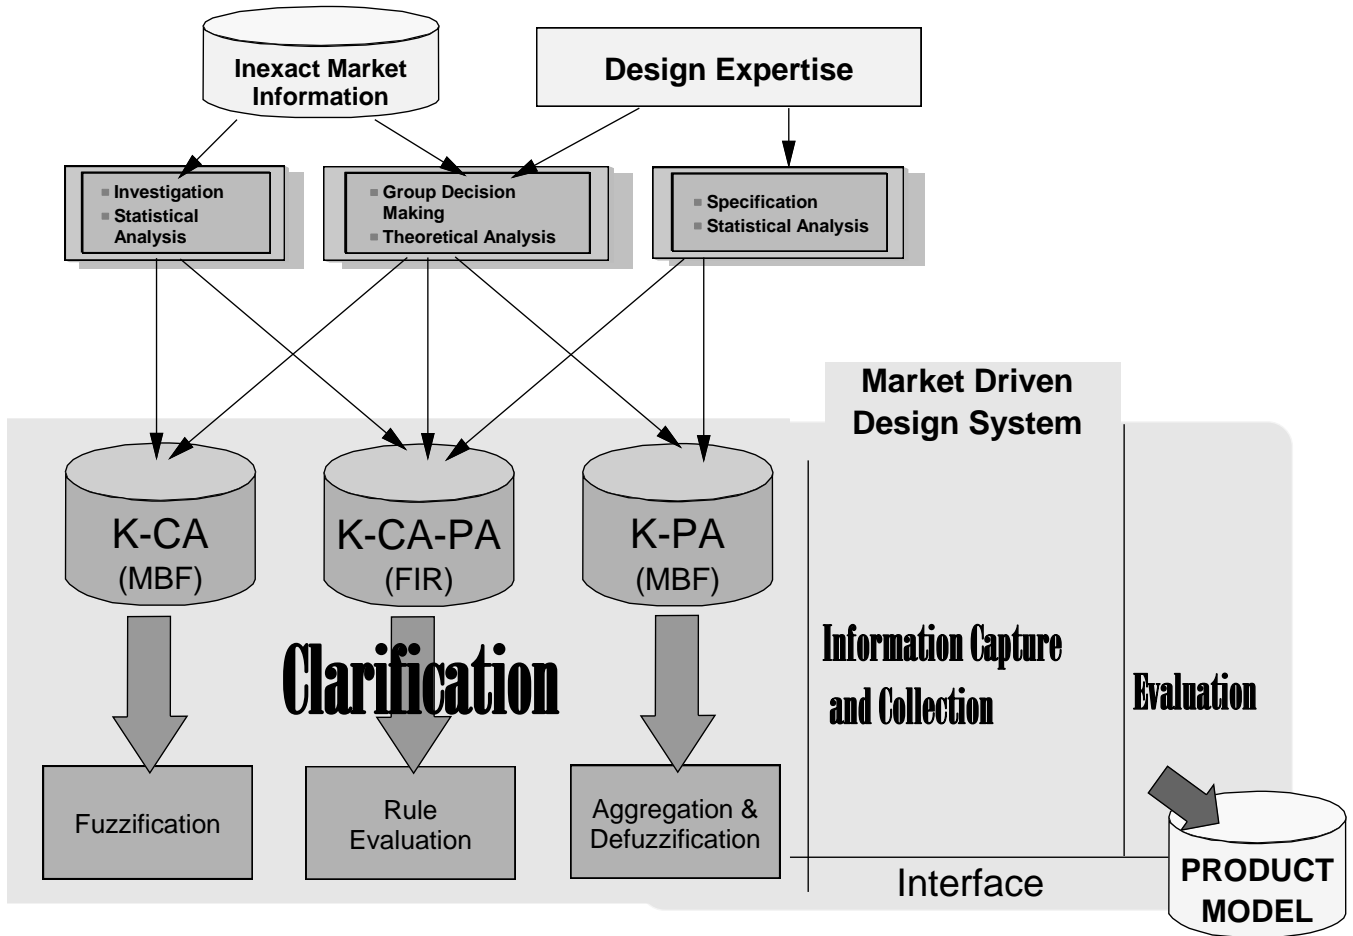 Inexact Market
Information
Design Expertise
Investigation
Statistical
Analysis
Group Decision
Making
Theoretical Analysis
Specification
Statistical Analysis
Market Driven
Design System
K-CA
(MBF)
K-CA-PA
(FIR)
K-PA
(MBF)
Clarification
Information Capture
and Collection
Evaluation
Fuzzification
Rule
Evaluation
Aggregation &
Defuzzification
Interface
PRODUCT
MODEL